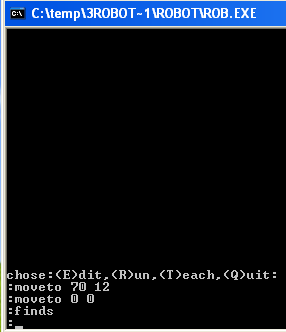 C:\temp\3ROBOT~1\ROBOT\ROB.EXE
chose:(E)dit,(R)un,(T)each,(Q)uit:
:moveto 70 12
:moveto 0 0
:finds
:_